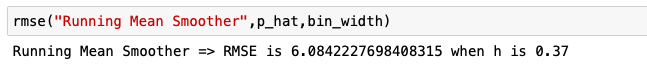 rmse("Running Mean Smoother",p_hat,bin_width)
Running Mean Smoother => RMSE is 6.0842227698408315 when h is 0.37